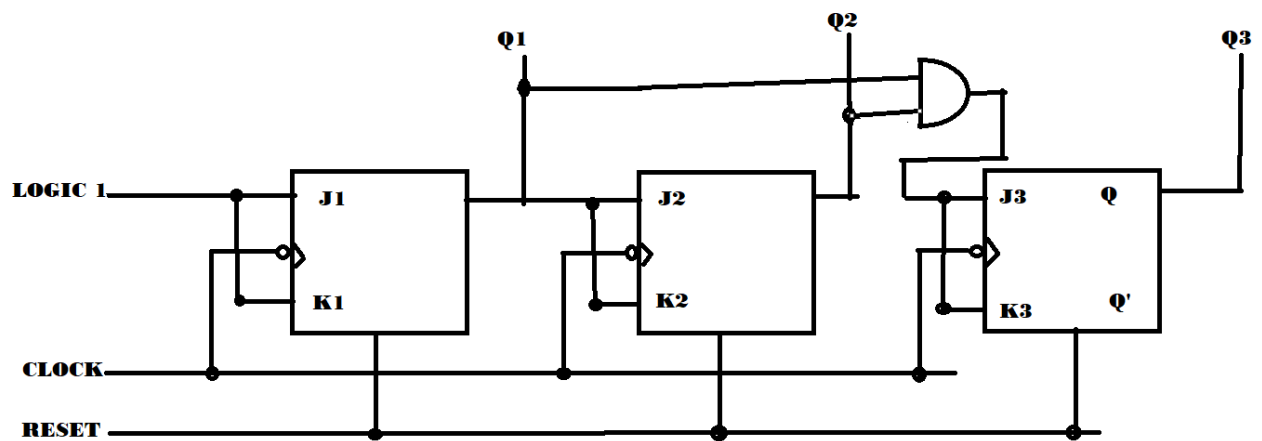 Q1
Q2
Q3
LOGIC 1
J1
J2
J3
Q
K1
K2
K3
Q'
CLOCK
RESET